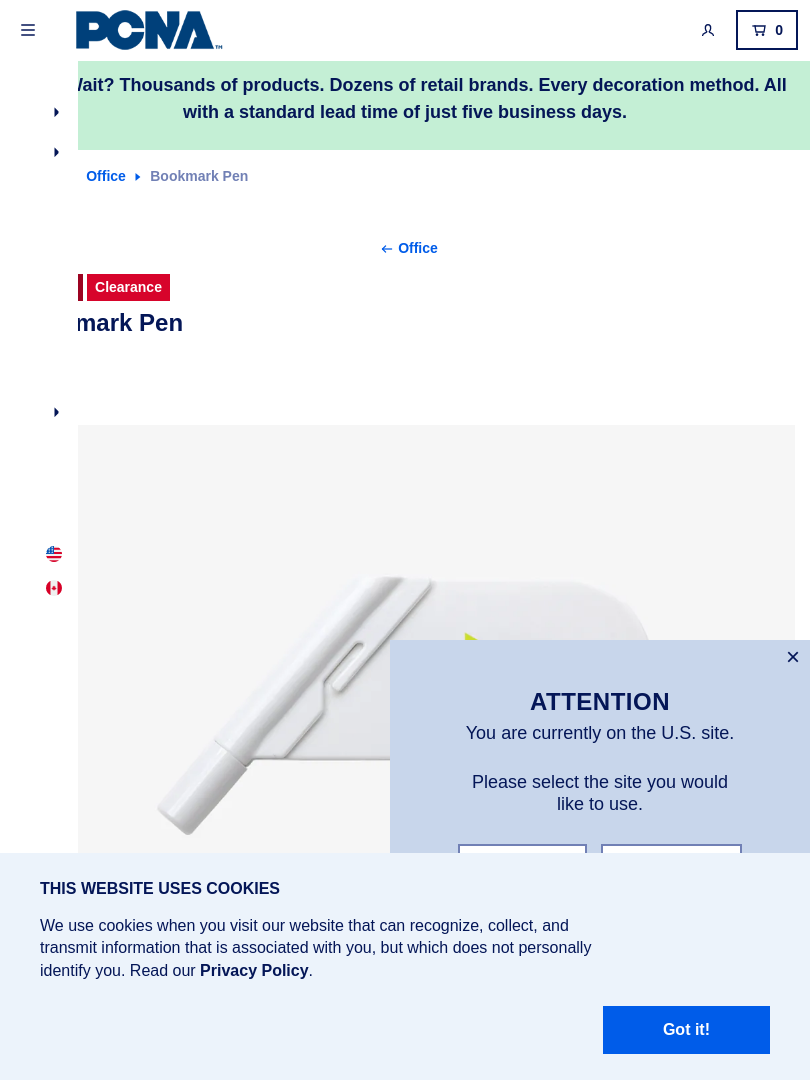 PCNA™
0
Wait? Thousands of products. Dozens of retail brands. Every decoration method. All
with a standard lead time of just five business days.
Office
Bookmark Pen
Office
Clearance
mark Pen
ATTENTION
You are currently on the U.S. site.
Please select the site you would
like to use.
THIS WEBSITE USES COOKIES
We use cookies when you visit our website that can recognize, collect, and
transmit information that is associated with you, but which does not personally
identify you. Read our Privacy Policy.
Got it!